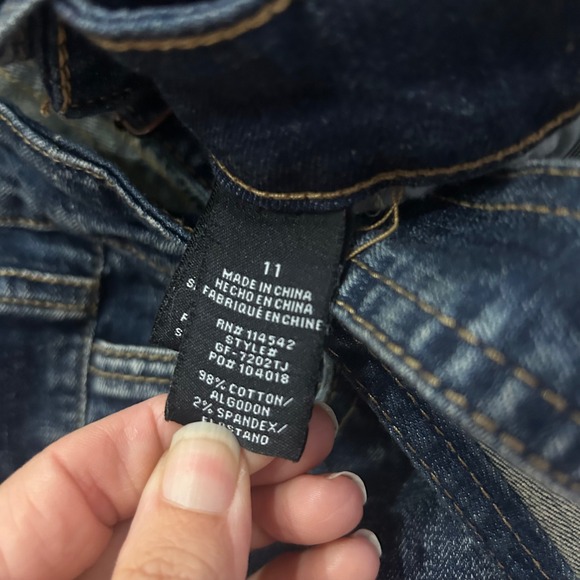 11
MADE IN CHINA
HECHO EN CHINA
FABRIQUÉ EN CHINE
RN# 114542
STYLE#
GF-7202TJ
PO# 104018
98% COTTON/
ALGODON
2% SPANDEX/
ELASTANO